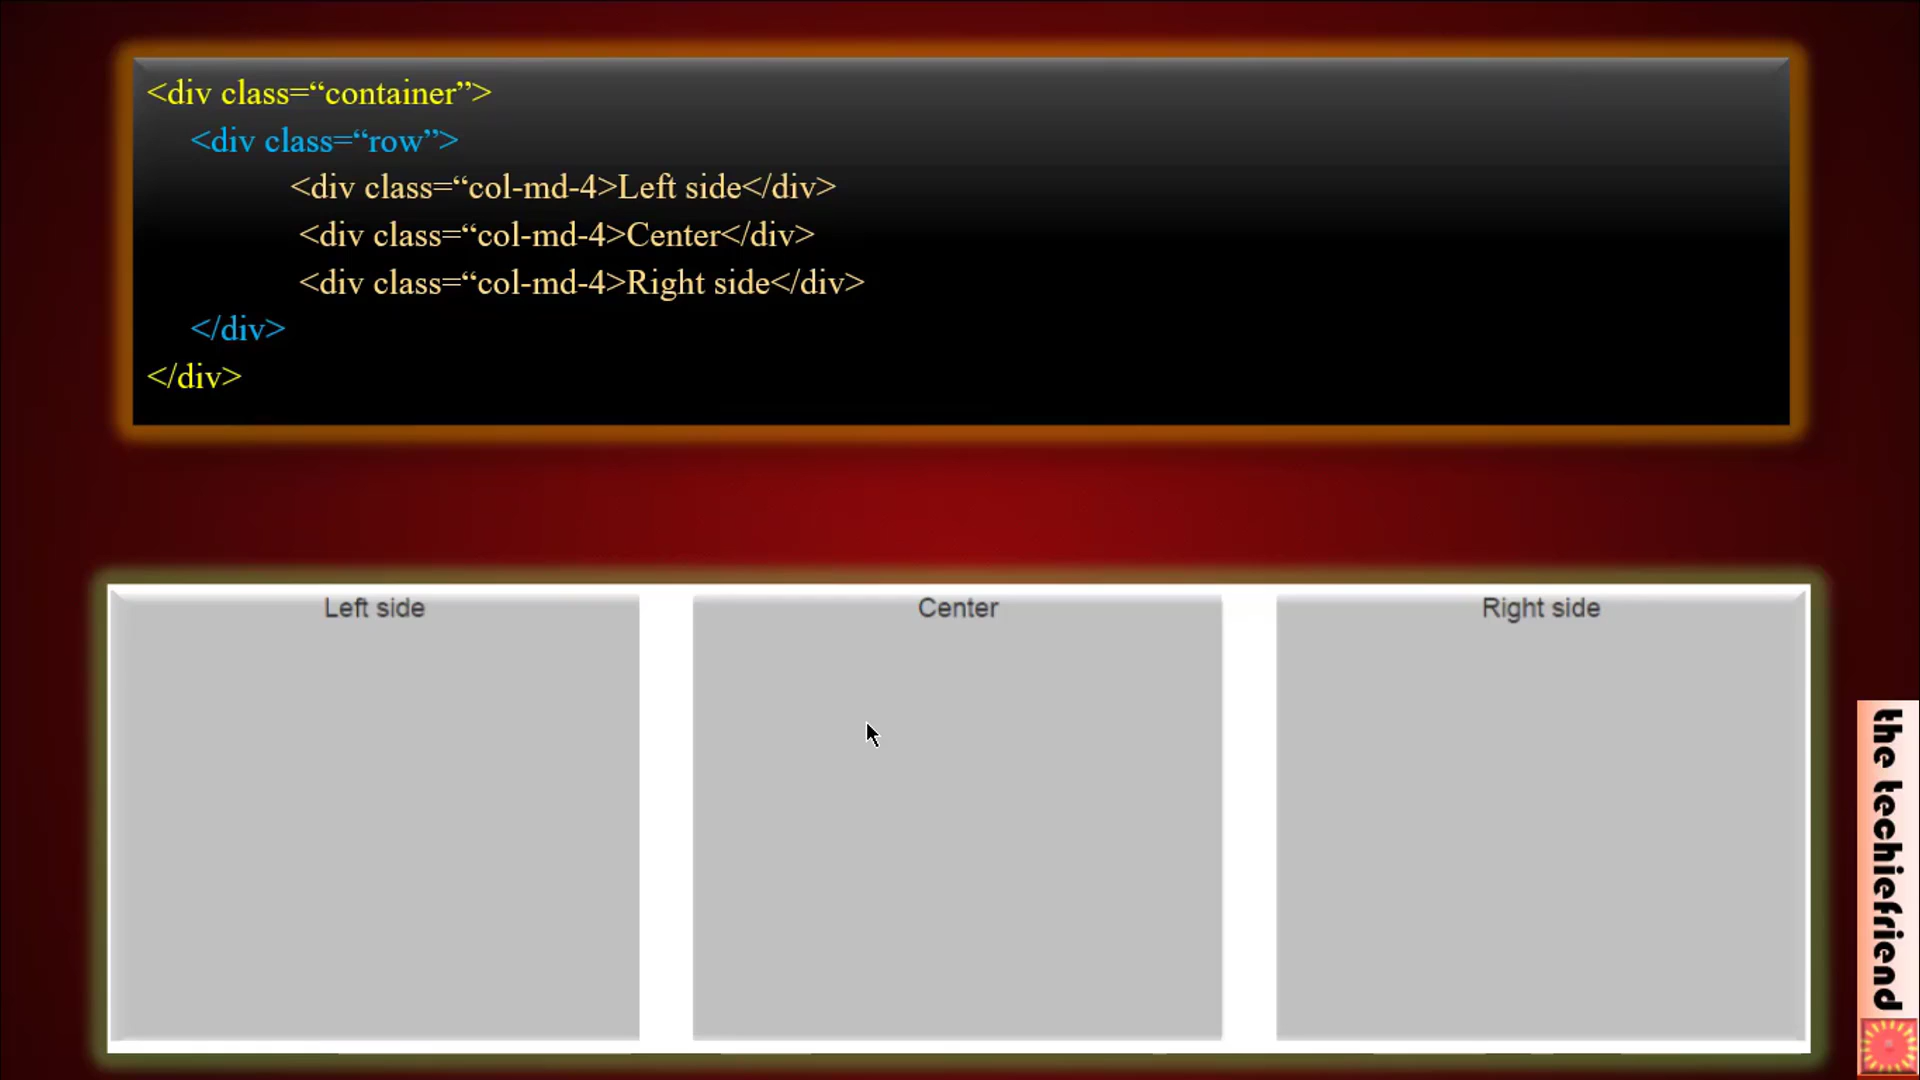 <div class=“container”>
<div class=“row”>
<div class=“col-md-4>Left side</div>
<div class=“col-md-4>Center</div>
<div class=“col-md-4>Right side</div>
</div>
</div>
Left side
Center
Right side
the techiefriend